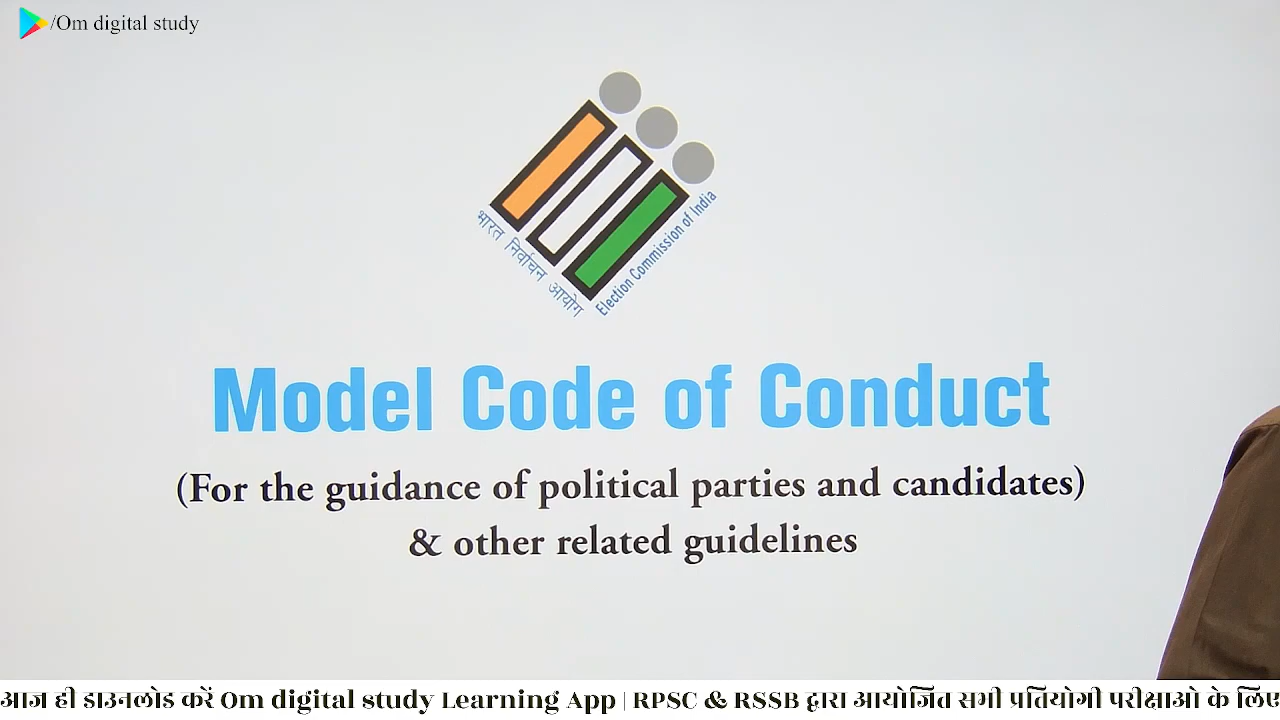 /Om digital study
भारत निर्वाचन आयोग
Election Commission of India
Model Code of Conduct
(For the guidance of political parties and candidates)
& other related guidelines
आज ही डाउनलोड करें Om digital study Learning App | RPSC & RSSB द्वारा आयोजित सभी प्रतियोगी परीक्षाओ के लिए